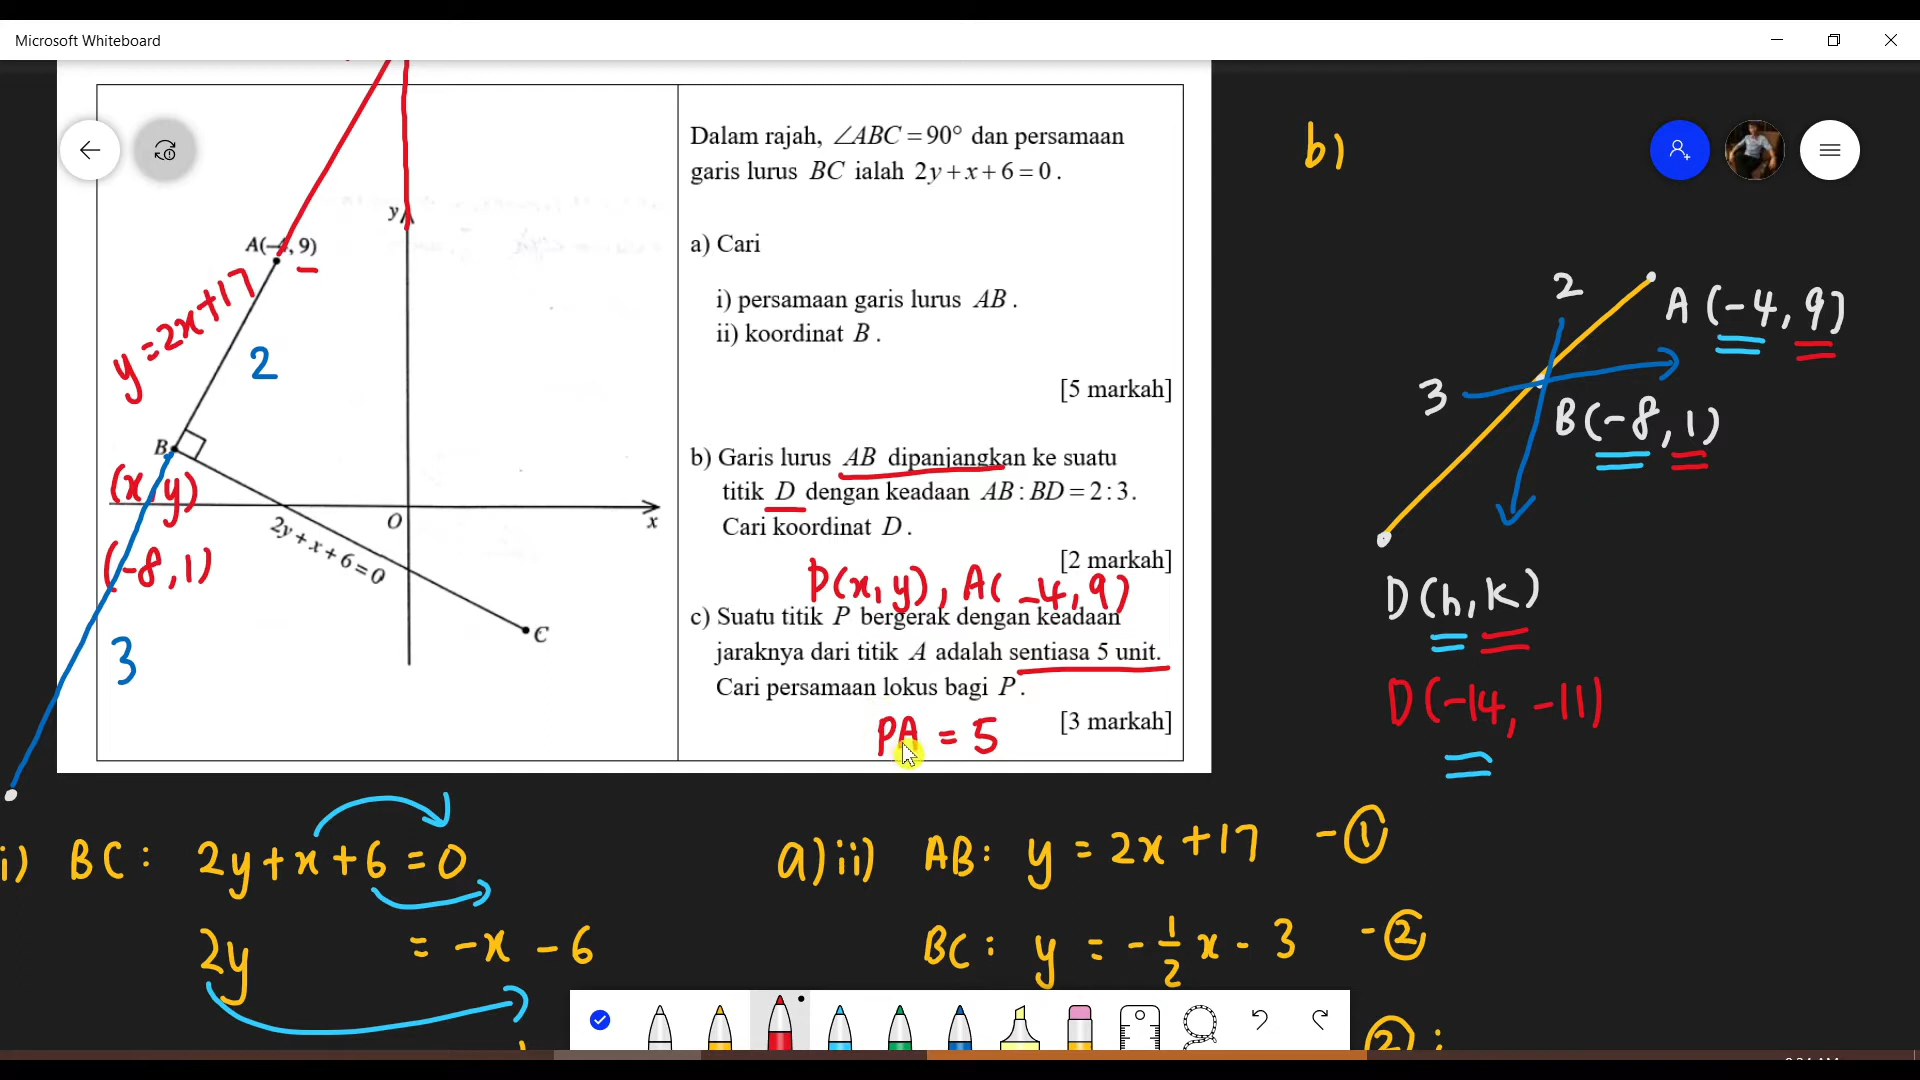 Microsoft Whiteboard
y
A(-4, 9)
y = 2x+17
2
B
(x, y)
O
x
2y + x + 6 = 0
(-8, 1)
C
3
Dalam rajah, ∠ABC = 90° dan persamaan
garis lurus BC ialah 2y + x + 6 = 0.
a) Cari
i) persamaan garis lurus AB.
ii) koordinat B.
[5 markah]
b) Garis lurus AB dipanjangkan ke suatu
titik D dengan keadaan AB : BD = 2 : 3.
Cari koordinat D.
[2 markah]
P(x, y), A(-4, 9)
c) Suatu titik P bergerak dengan keadaan
jaraknya dari titik A adalah sentiasa 5 unit.
Cari persamaan lokus bagi P.
[3 markah]
PA = 5
b)
2
A (-4, 9)
3
B(-8, 1)
D(h, k)
D(-14, -11)
i) BC: 2y + x + 6 = 0
2y = -x - 6
a)ii) AB: y = 2x + 17 - ①
BC: y = -1/2 x - 3 - ②
② :